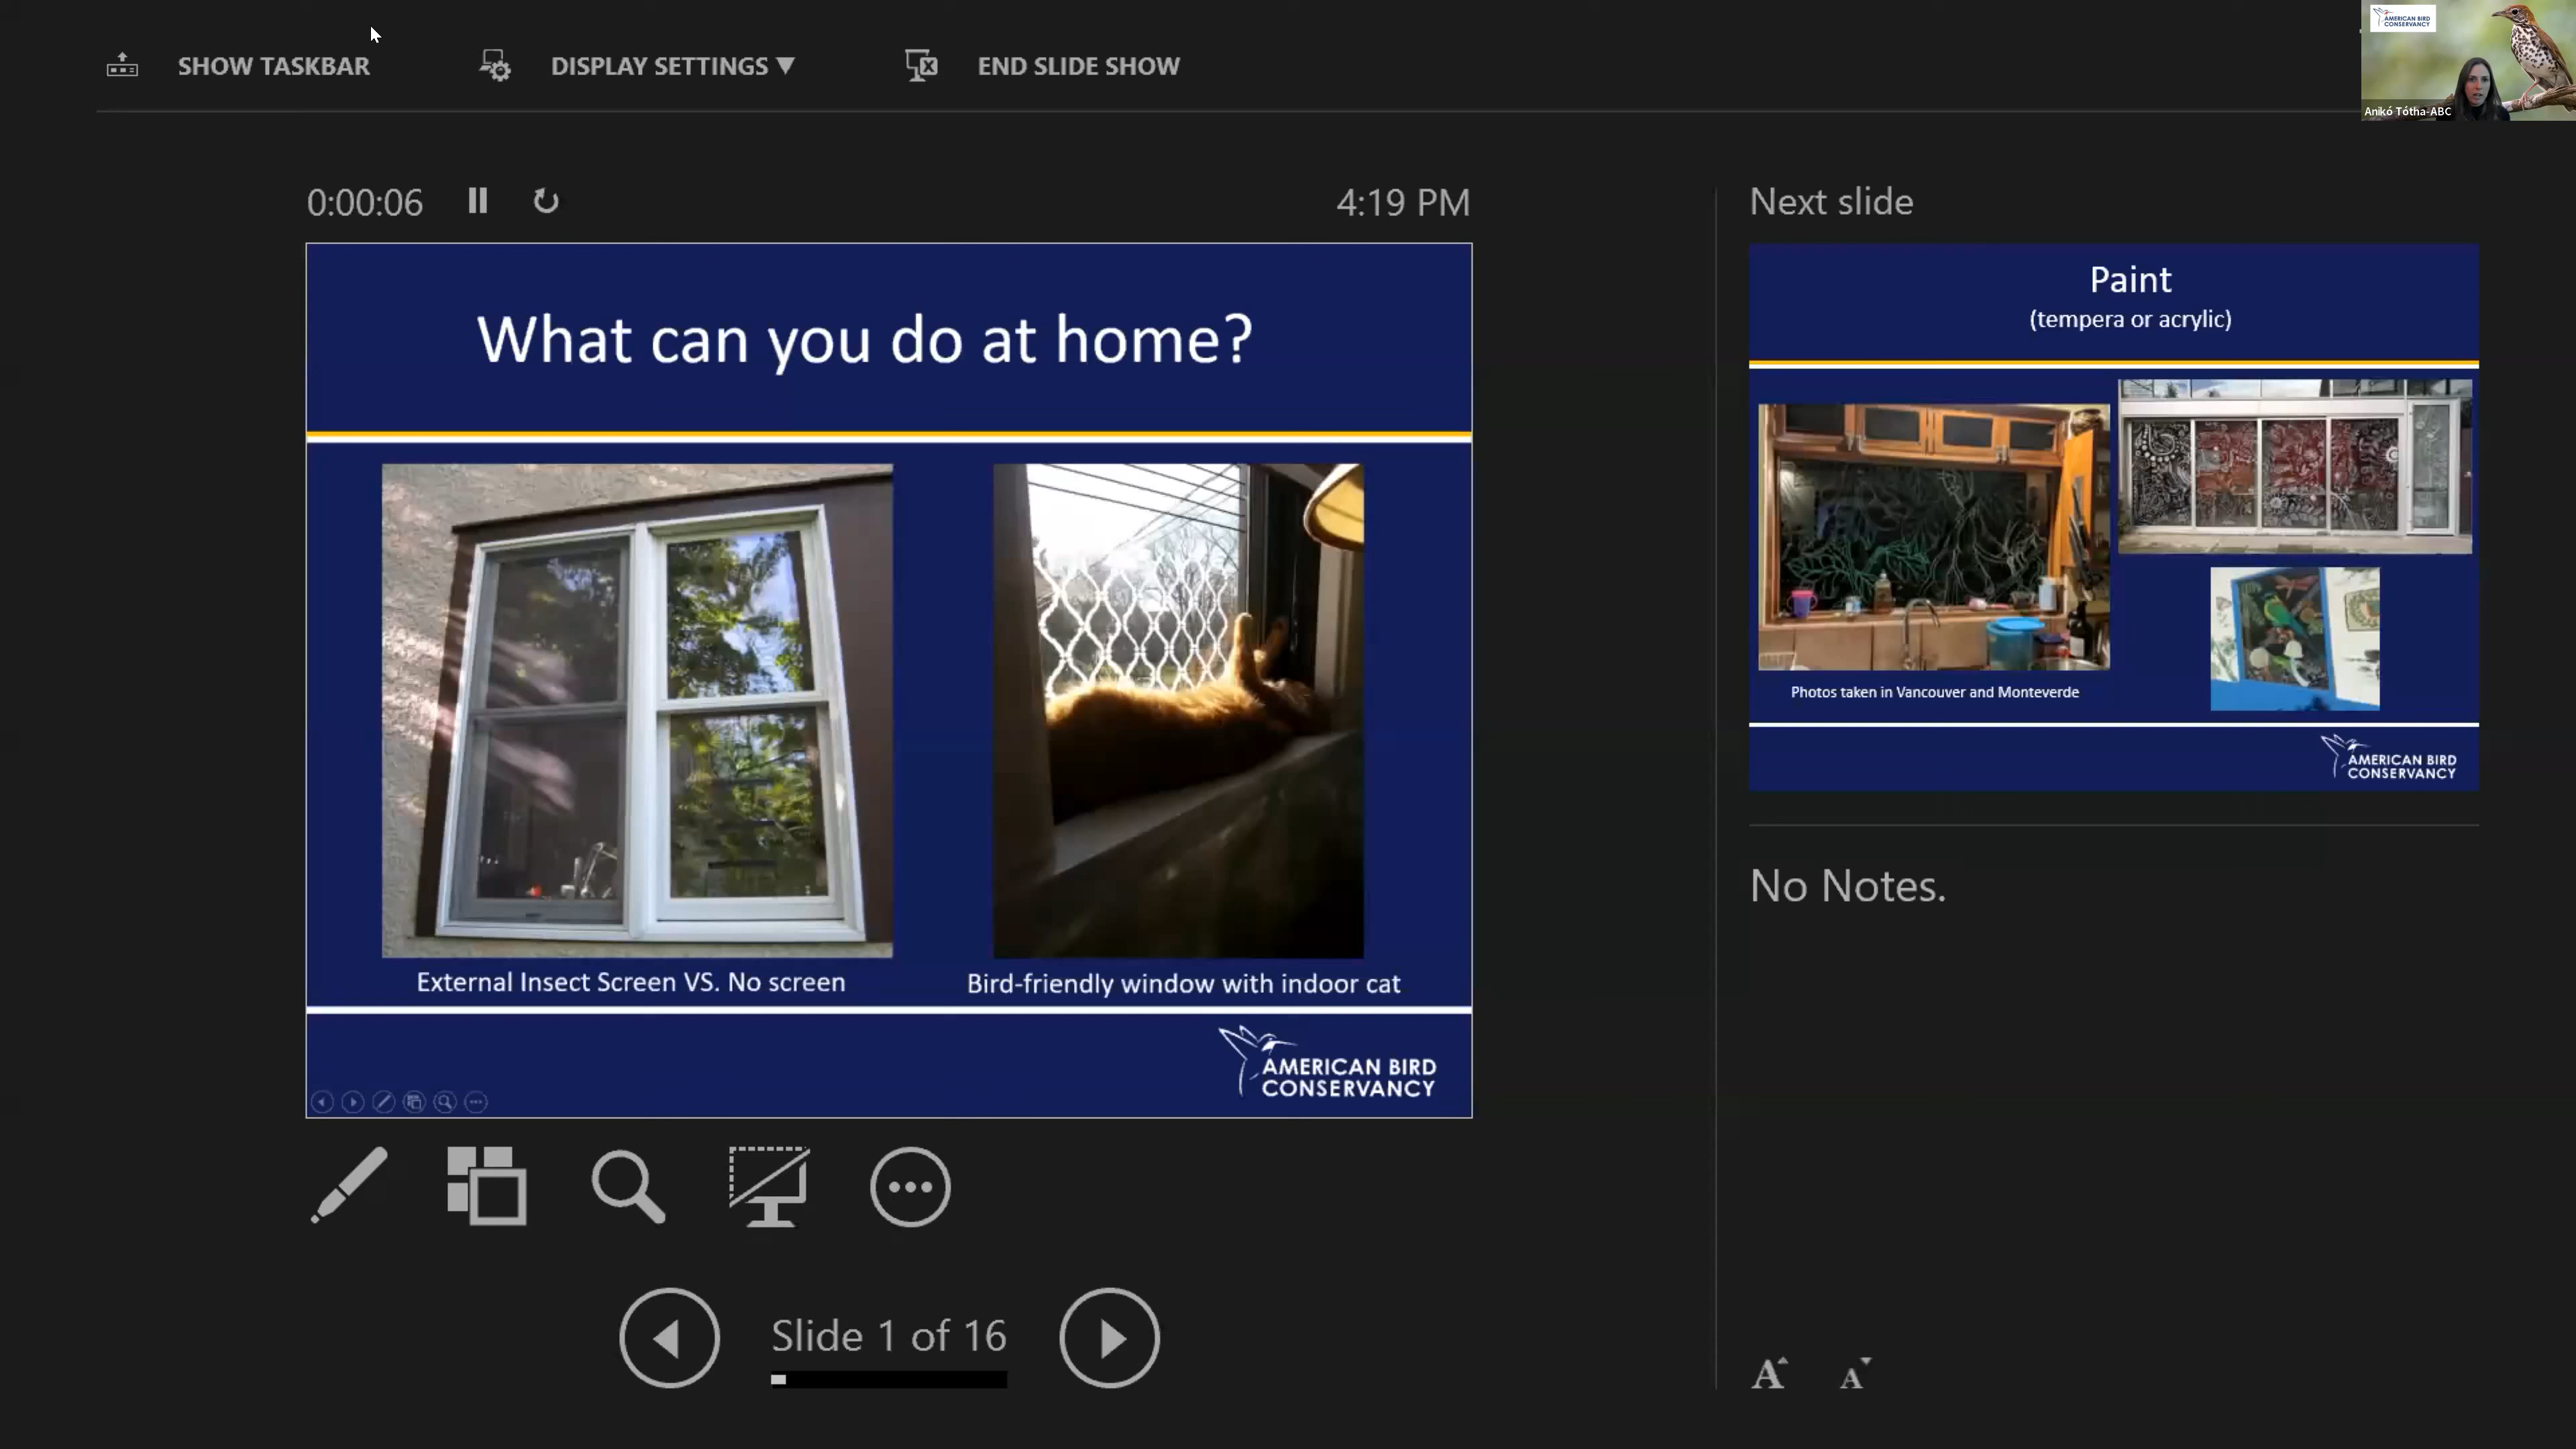 SHOW TASKBAR
DISPLAY SETTINGS ▼
END SLIDE SHOW
AMERICAN BIRD
CONSERVANCY
Anikó Tótha-ABC
0:00:06
4:19 PM
What can you do at home?
External Insect Screen VS. No screen
Bird-friendly window with indoor cat
AMERICAN BIRD
CONSERVANCY
Slide 1 of 16
Next slide
Paint
(tempera or acrylic)
Photos taken in Vancouver and Monteverde
AMERICAN BIRD
CONSERVANCY
No Notes.
A
A